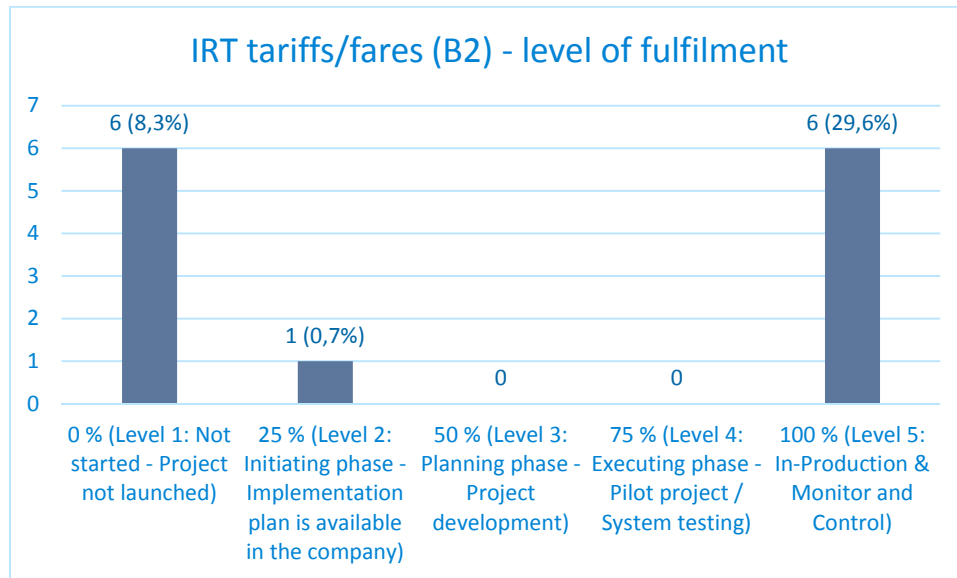 IRT tariffs/fares (B2) - level of fulfilment
7
6
5
4
3
2
1
0
6 (8,3%)
1 (0,7%)
0
0
6 (29,6%)
0 % (Level 1: Not
started - Project
not launched)
25 % (Level 2:
Initiating phase -
Implementation
plan is available
in the company)
50 % (Level 3:
Planning phase -
Project
development)
75 % (Level 4:
Executing phase -
Pilot project /
System testing)
100 % (Level 5:
In-Production &
Monitor and
Control)